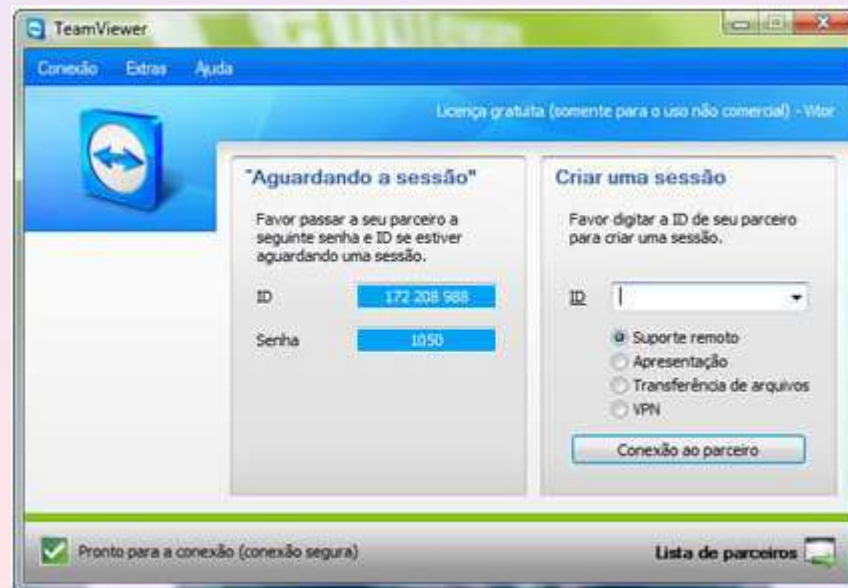 TeamViewer
Conexão Extras Ajuda
Licença gratuita (somente para o uso não comercial) - Vitor
"Aguardando a sessão"
Favor passar a seu parceiro a
seguinte senha e ID se estiver
aguardando uma sessão.
ID 172 208 988
Senha 1050
Criar uma sessão
Favor digitar a ID de seu parceiro
para criar uma sessão.
ID
Suporte remoto
Apresentação
Transferência de arquivos
VPN
Conexão ao parceiro
Pronto para a conexão (conexão segura)
Lista de parceiros